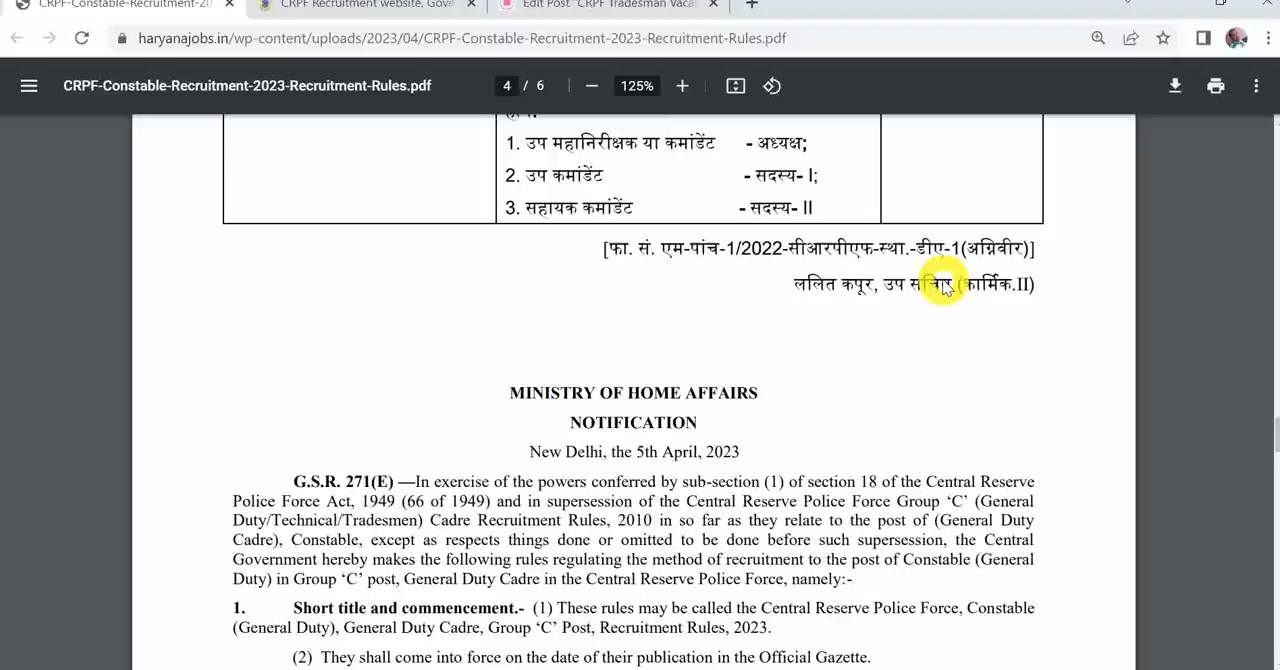 CRPF-Constable-Recruitment-20
CRPF Recruitment website, Gov
Edit Post "CRPF Tradesman Vaca
haryanajobs.in/wp-content/uploads/2023/04/CRPF-Constable-Recruitment-2023-Recruitment-Rules.pdf
CRPF-Constable-Recruitment-2023-Recruitment-Rules.pdf
4 / 6
125%
1. उप महानिरीक्षक या कमांडेंट - अध्यक्ष;
2. उप कमांडेंट - सदस्य- I;
3. सहायक कमांडेंट - सदस्य- II
[फा. सं. एम-पांच-1/2022-सीआरपीएफ-स्था.-डीए-1(अग्निवीर)]
ललित कपूर, उप सचिव (कार्मिक.II)
MINISTRY OF HOME AFFAIRS
NOTIFICATION
New Delhi, the 5th April, 2023
G.S.R. 271(E) —In exercise of the powers conferred by sub-section (1) of section 18 of the Central Reserve
Police Force Act, 1949 (66 of 1949) and in supersession of the Central Reserve Police Force Group ‘C’ (General
Duty/Technical/Tradesmen) Cadre Recruitment Rules, 2010 in so far as they relate to the post of (General Duty
Cadre), Constable, except as respects things done or omitted to be done before such supersession, the Central
Government hereby makes the following rules regulating the method of recruitment to the post of Constable (General
Duty) in Group ‘C’ post, General Duty Cadre in the Central Reserve Police Force, namely:-
1. Short title and commencement.- (1) These rules may be called the Central Reserve Police Force, Constable
(General Duty), General Duty Cadre, Group ‘C’ Post, Recruitment Rules, 2023.
(2) They shall come into force on the date of their publication in the Official Gazette.